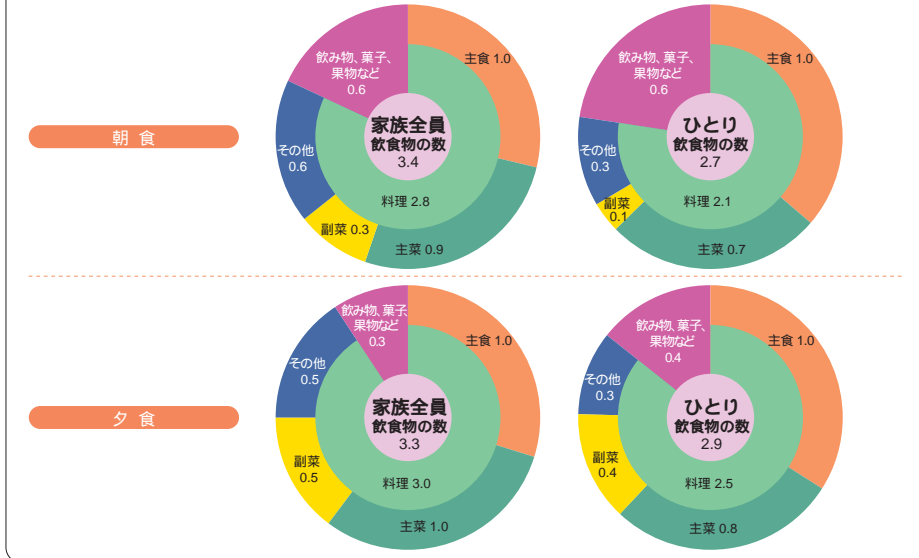 朝 食
飲み物、菓子、
果物など
0.6
主食 1.0
その他
0.6
家族全員
飲食物の数
3.4
料理 2.8
副菜 0.3
主菜 0.9
飲み物、菓子、
果物など
0.6
主食 1.0
その他
0.3
ひとり
飲食物の数
2.7
料理 2.1
副菜
0.1
主菜 0.7
夕 食
飲み物、菓子
果物など
0.3
主食 1.0
その他
0.5
家族全員
飲食物の数
3.3
副菜
0.5
料理 3.0
主菜 1.0
飲み物、菓子、
果物など
0.4
主食 1.0
その他
0.3
ひとり
飲食物の数
2.9
副菜
0.4
料理 2.5
主菜 0.8